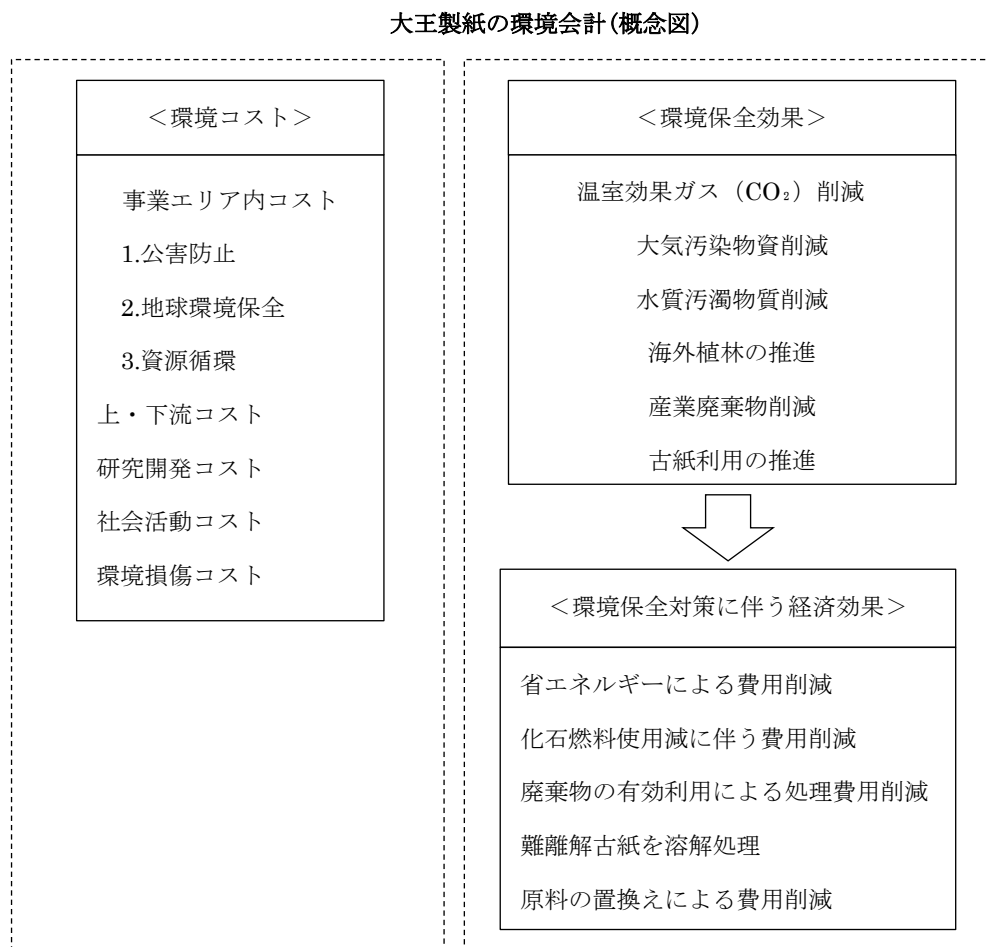 大王製紙の環境会計(概念図)
＜環境コスト＞
事業エリア内コスト
1.公害防止
2.地球環境保全
3.資源循環
上・下流コスト
研究開発コスト
社会活動コスト
環境損傷コスト
＜環境保全効果＞
温室効果ガス（CO₂）削減
大気汚染物資削減
水質汚濁物質削減
海外植林の推進
産業廃棄物削減
古紙利用の推進
＜環境保全対策に伴う経済効果＞
省エネルギーによる費用削減
化石燃料使用減に伴う費用削減
廃棄物の有効利用による処理費用削減
難離解古紙を溶解処理
原料の置換えによる費用削減